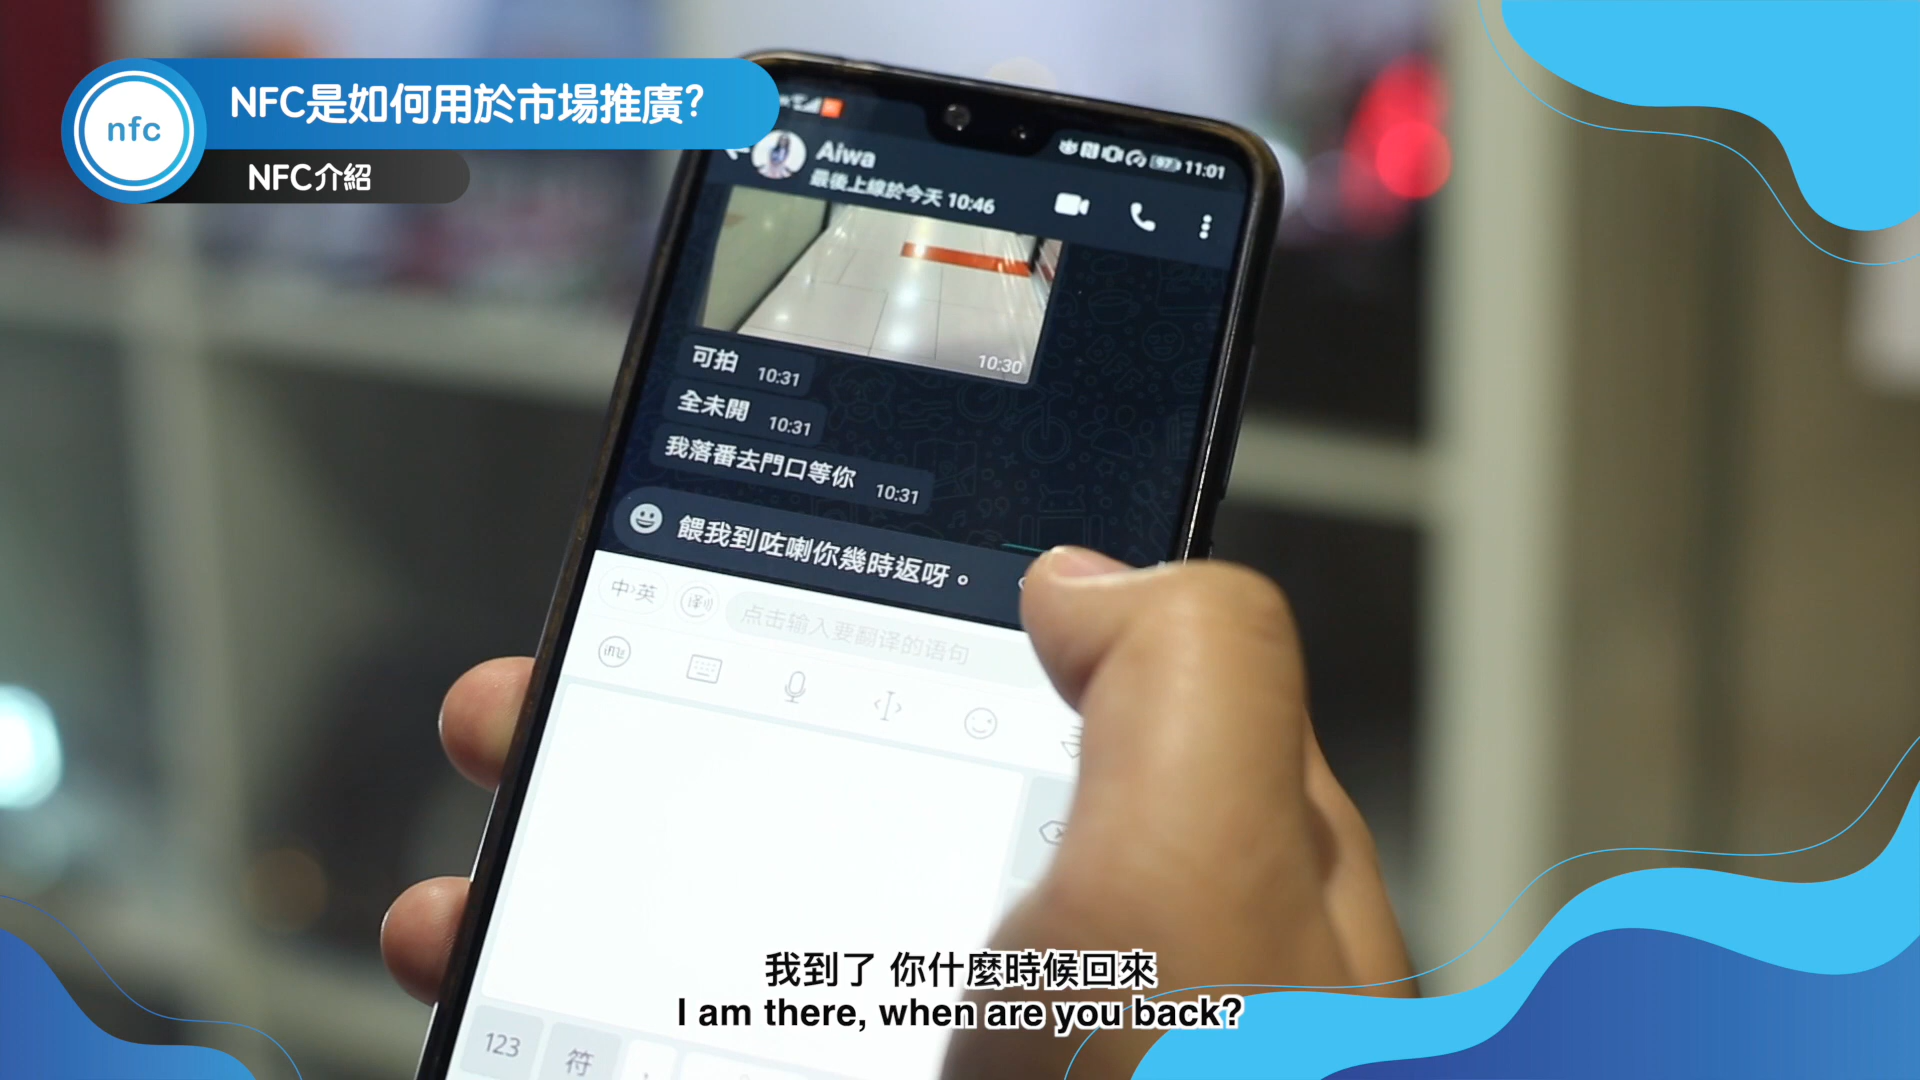 nfc
NFC是如何用於市場推廣?
NFC介紹
97
11:01
Aiwa
最後上線於今天 10:46
10:30
可拍 10:31
全未開 10:31
我落番去門口等你 10:31
餵我到咗喇你幾時返呀。
中›英
译
点击输入要翻译的语句
123
符
我到了 你什麼時候回來
I am there, when are you back?